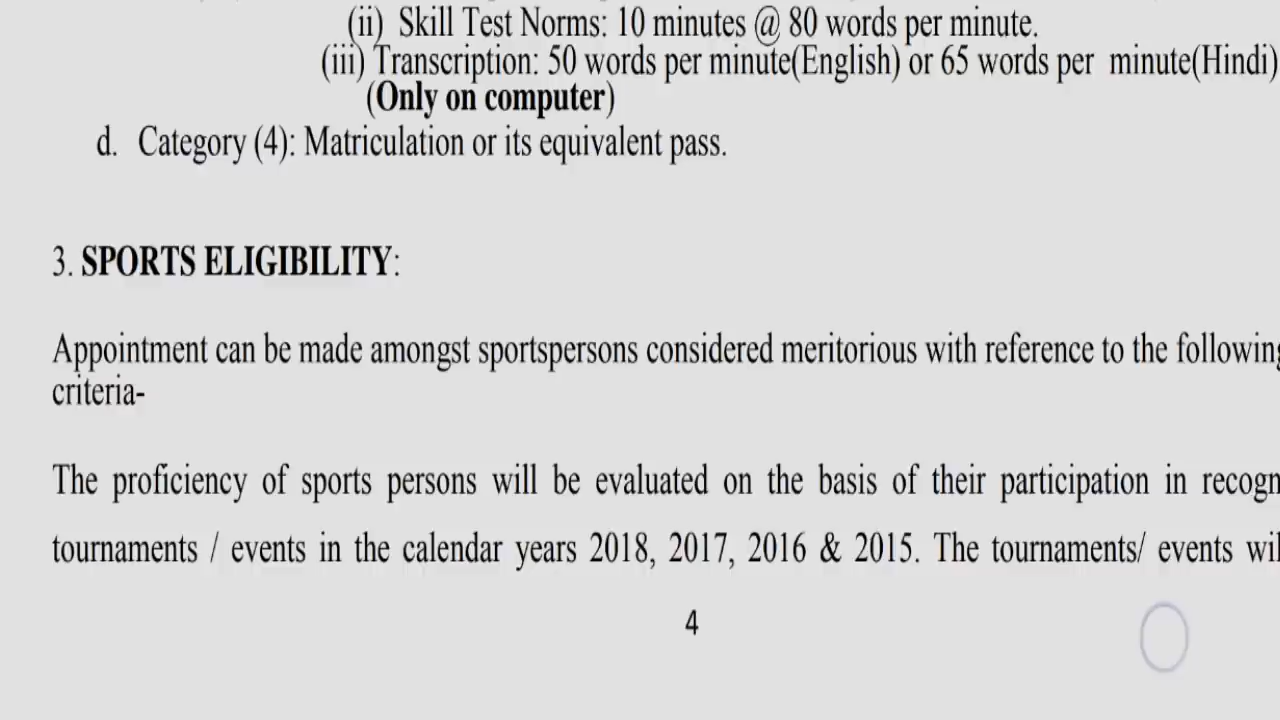 (ii) Skill Test Norms: 10 minutes @ 80 words per minute.
(iii) Transcription: 50 words per minute(English) or 65 words per minute(Hindi)
(Only on computer)
d. Category (4): Matriculation or its equivalent pass.
3. SPORTS ELIGIBILITY:
Appointment can be made amongst sportspersons considered meritorious with reference to the following
criteria-
The proficiency of sports persons will be evaluated on the basis of their participation in recogn
tournaments / events in the calendar years 2018, 2017, 2016 & 2015. The tournaments/ events wil
4